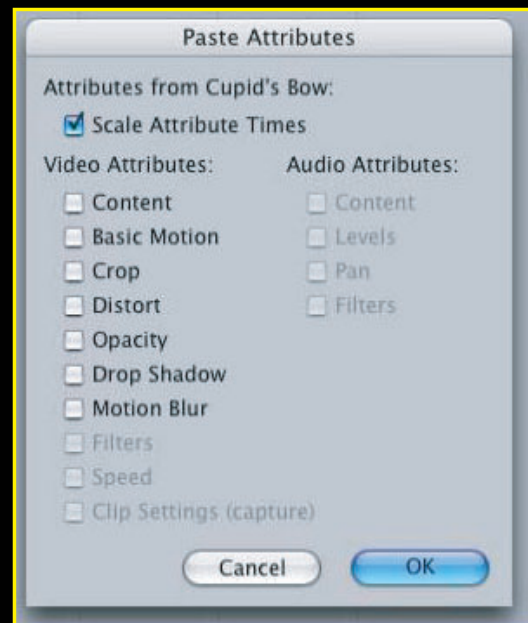 Paste Attributes
Attributes from Cupid's Bow:
Scale Attribute Times
Video Attributes:
Audio Attributes:
Content
Content
Basic Motion
Levels
Crop
Pan
Distort
Filters
Opacity
Drop Shadow
Motion Blur
Filters
Speed
Clip Settings (capture)
Cancel
OK